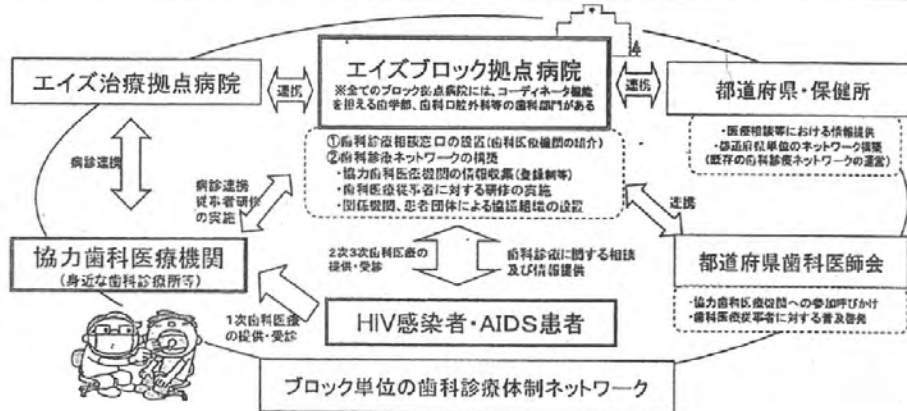 エイズ治療拠点病院
連携
エイズブロック拠点病院
※全てのブロック拠点病院には、コーディネータ機能
を担える歯学部、歯科口腔外科等の歯科部門がある
連携
都道府県・保健所
・医療相談等における情報提供
・都道府県単位のネットワーク構築
(既存の歯科診療ネットワークの運営)
①歯科診療相談窓口の設置(歯科医療機関の紹介)
②歯科診療ネットワークの構築
・協力歯科医療機関の情報収集(登録制等)
・歯科医療従事者に対する研修の実施
・関係機関、患者団体による協議組織の設置
病診連携
病診連携
従事者研修
の実施
連携
協力歯科医療機関
(身近な歯科診療所等)
2次3次歯科医療の
提供・受診
歯科診療に関する相談
及び情報提供
都道府県歯科医師会
・協力歯科医療機関への参加呼びかけ
・歯科医療従事者に対する普及啓発
1次歯科医療
の提供・受診
HIV感染者・AIDS患者
ブロック単位の歯科診療体制ネットワーク